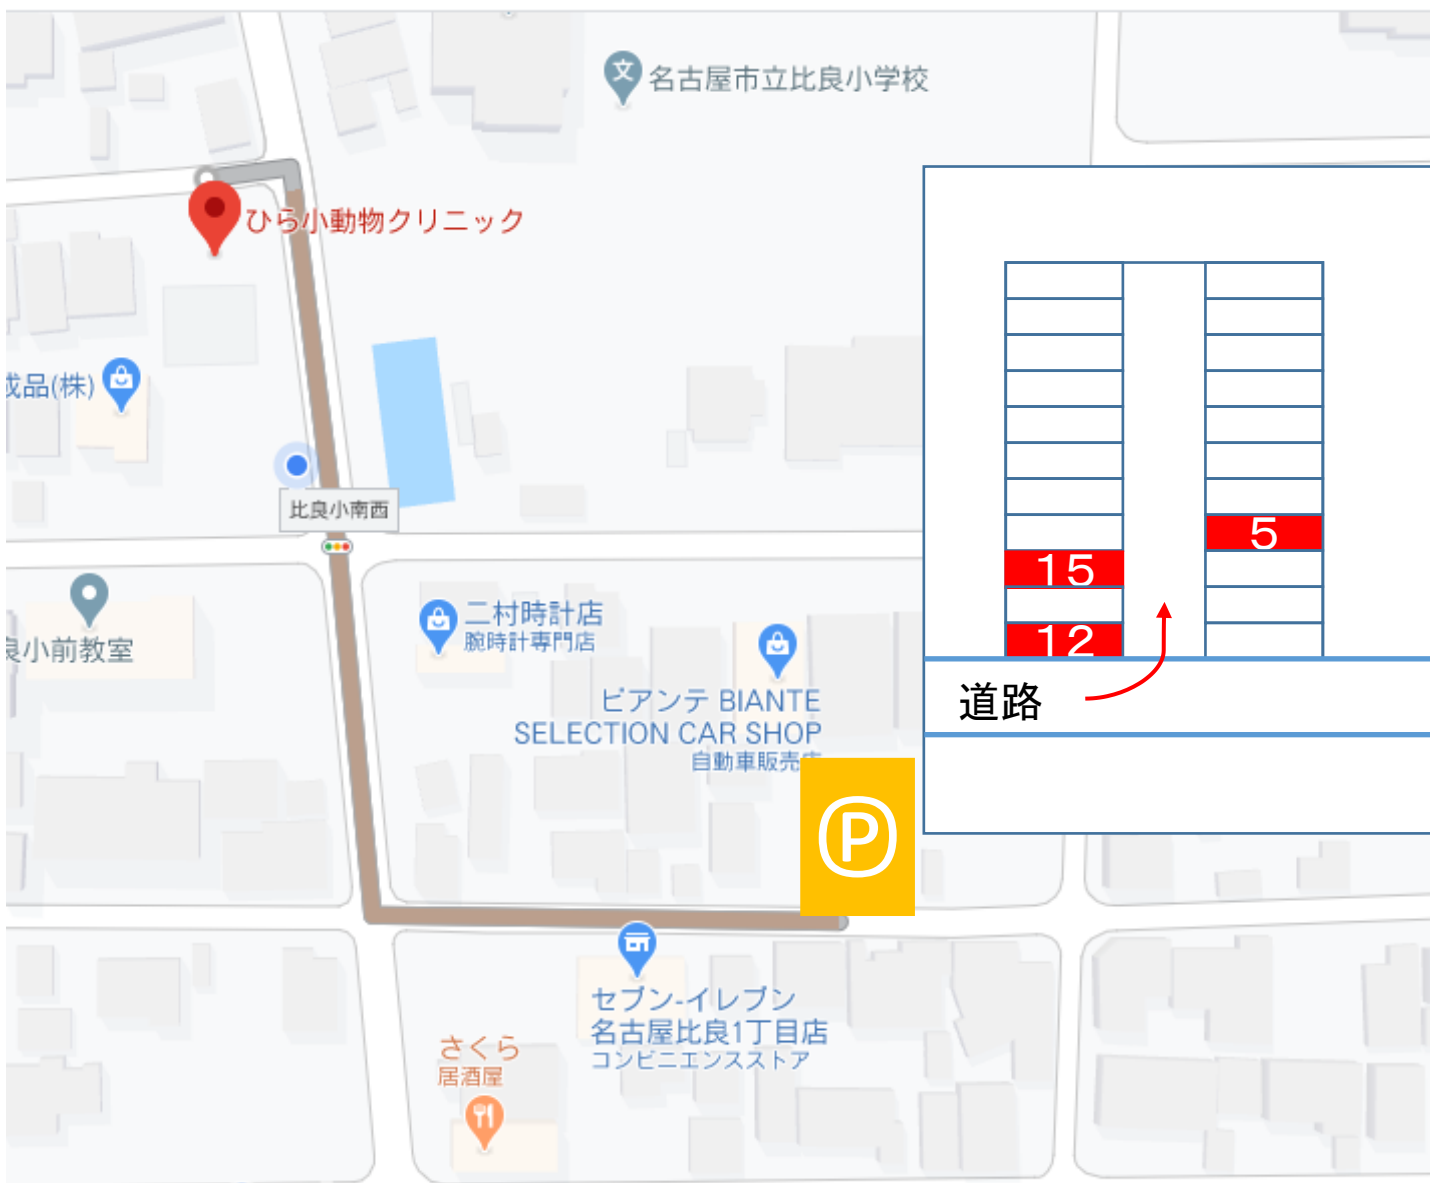 文 名古屋市立比良小学校
ひら小動物クリニック
成品(株)
比良小南西
良小前教室
二村時計店
腕時計専門店
ビアンテ BIANTE
SELECTION CAR SHOP
自動車販売店
P
セブン-イレブン
名古屋比良1丁目店
コンビニエンスストア
さくら
居酒屋
5
15
12
道路